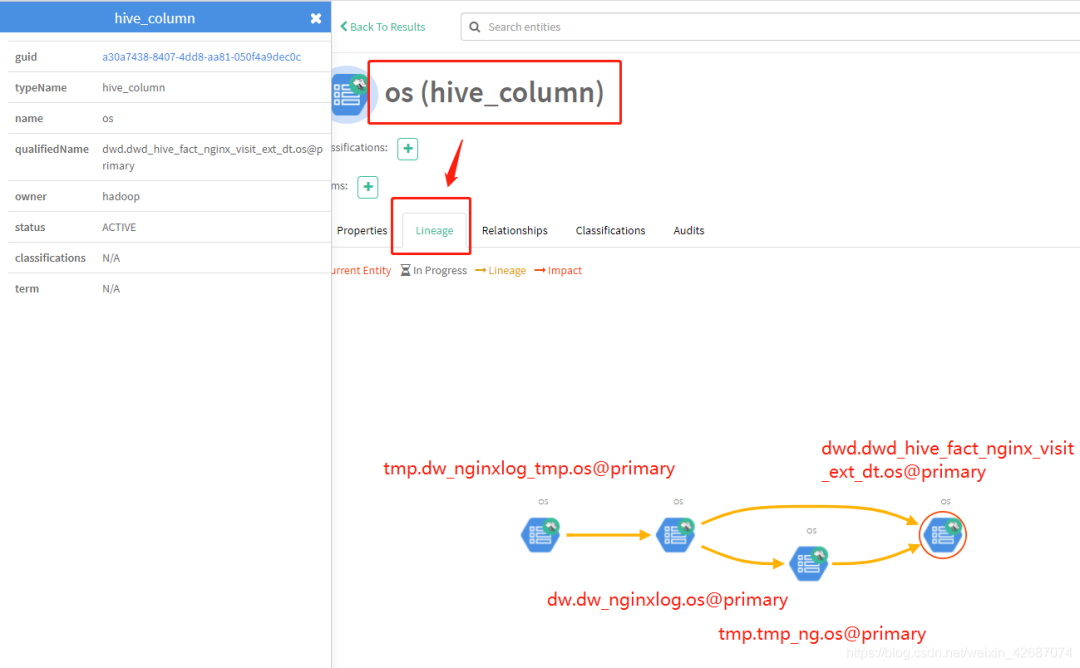 hive_column
guid
a30a7438-8407-4dd8-aa81-050f4a9dec0c
typeName
hive_column
name
os
qualifiedName
dwd.dwd_hive_fact_nginx_visit_ext_dt.os@p
rimary
owner
hadoop
status
ACTIVE
classifications
N/A
term
N/A
Back To Results
Search entities
os (hive_column)
ssifications:
ms:
Properties Lineage Relationships Classifications Audits
urrent Entity In Progress Lineage Impact
dwd.dwd_hive_fact_nginx_visit
_ext_dt.os@primary
tmp.dw_nginxlog_tmp.os@primary
os
os
os
os
dw.dw_nginxlog.os@primary
tmp.tmp_ng.os@primary
https://blog.csdn.net/weixin_42687074